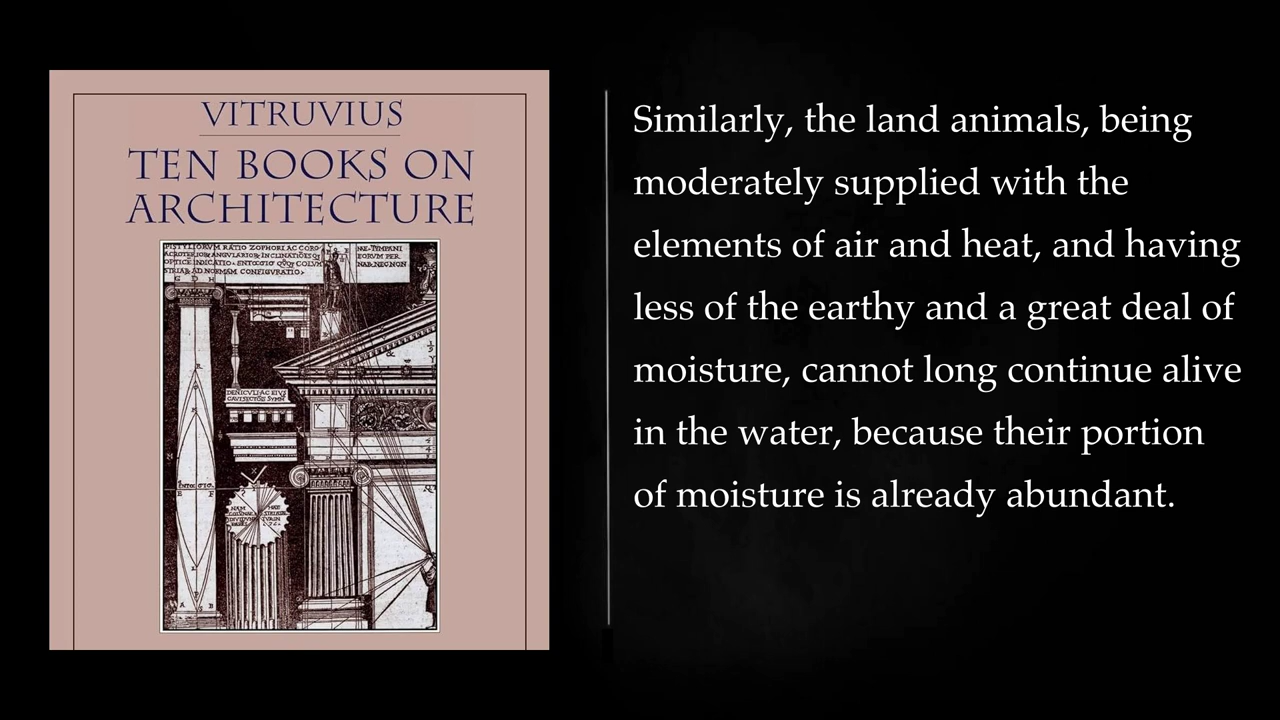 VITRUVIUS
TEN BOOKS ON
ARCHITECTURE
Similarly, the land animals, being
moderately supplied with the
elements of air and heat, and having
less of the earthy and a great deal of
moisture, cannot long continue alive
in the water, because their portion
of moisture is already abundant.